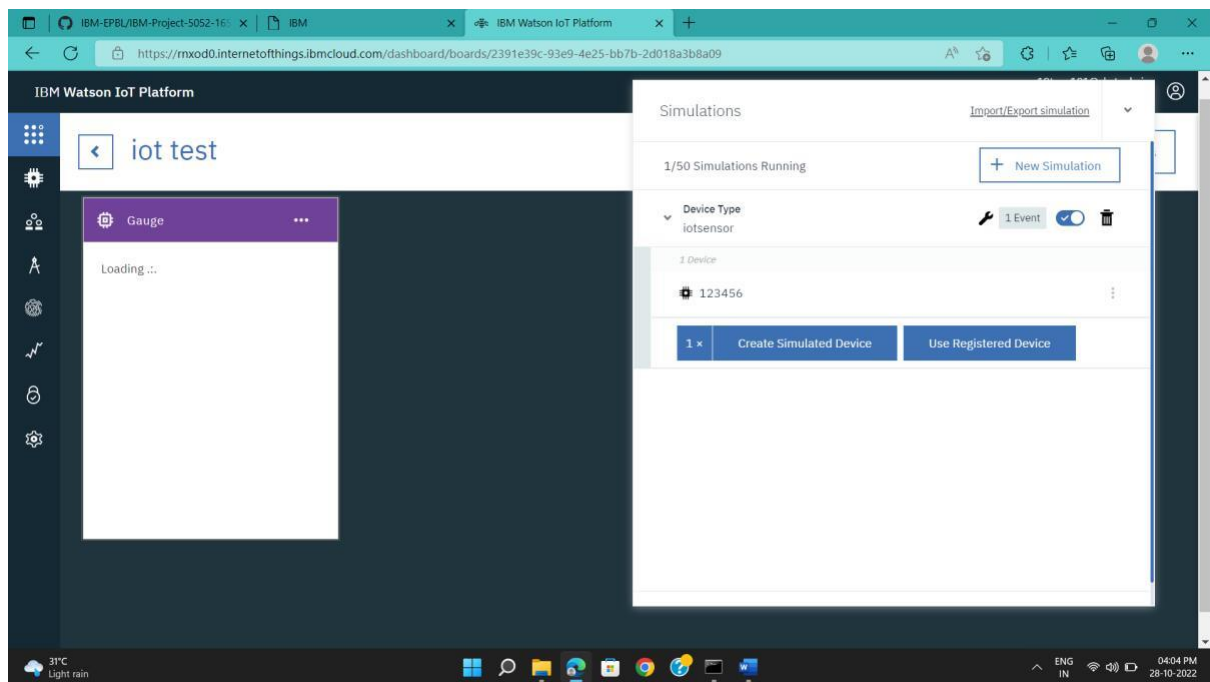 IBM-EPBL/IBM-Project-5052-165
IBM
IBM Watson IoT Platform
https://rnxod0.internetofthings.ibmcloud.com/dashboard/boards/2391e39c-93e9-4e25-bb7b-2d018a3b8a09
IBM Watson IoT Platform
iot test
Gauge
Loading .:.
Simulations
Import/Export simulation
1/50 Simulations Running
+ New Simulation
Device Type
iotsensor
1 Event
1 Device
123456
1 ×
Create Simulated Device
Use Registered Device
31°C
Light rain
ENG
IN
04:04 PM
28-10-2022